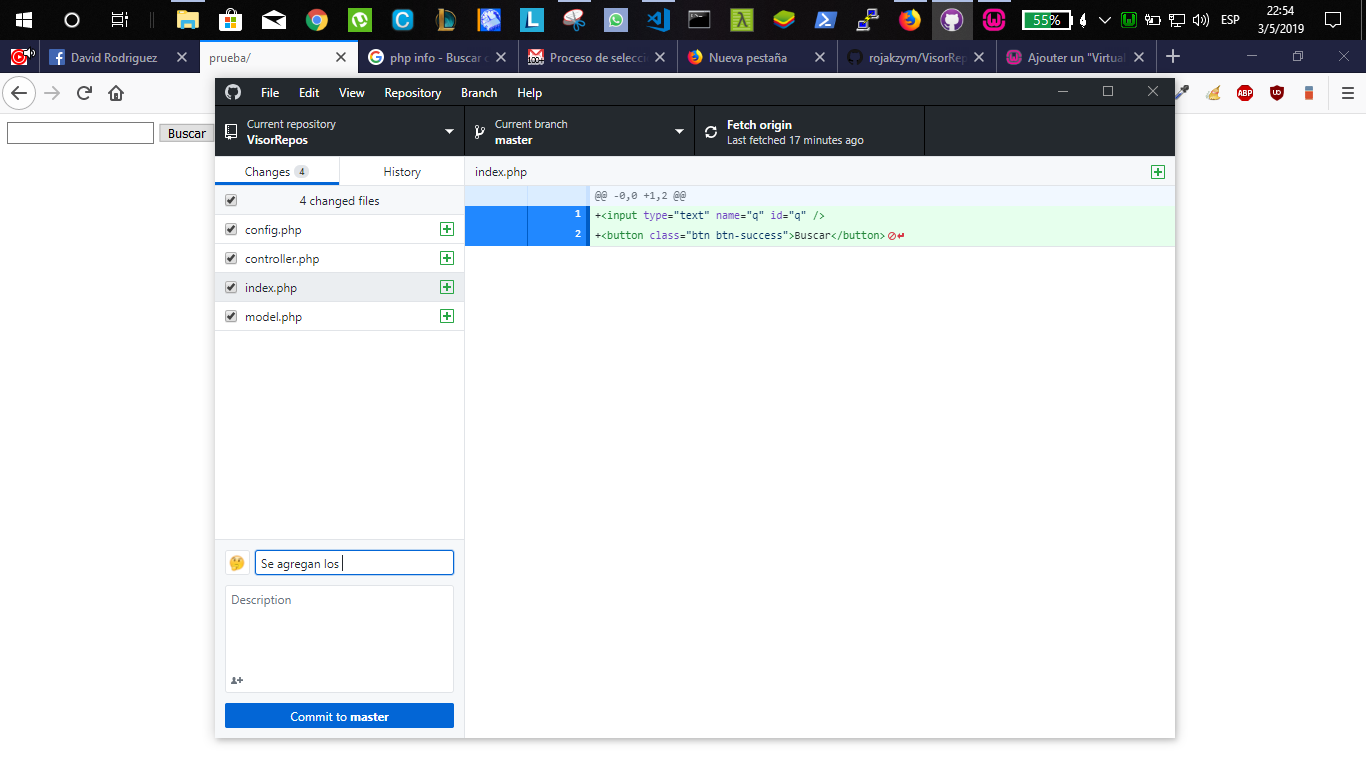 55%
ESP
22:54
3/5/2019
David Rodriguez
prueba/
php info - Buscar c
Proceso de selecci
Nueva pestaña
rojakzym/VisorRep
Ajouter un "Virtual
Buscar
File Edit View Repository Branch Help
Current repository
VisorRepos
Current branch
master
Fetch origin
Last fetched 17 minutes ago
Changes 4
History
index.php
4 changed files
config.php
controller.php
index.php
model.php
@@ -0,0 +1,2 @@
1 +<input type="text" name="q" id="q" />
2 +<button class="btn btn-success">Buscar</button>
Se agregan los
Description
Commit to master